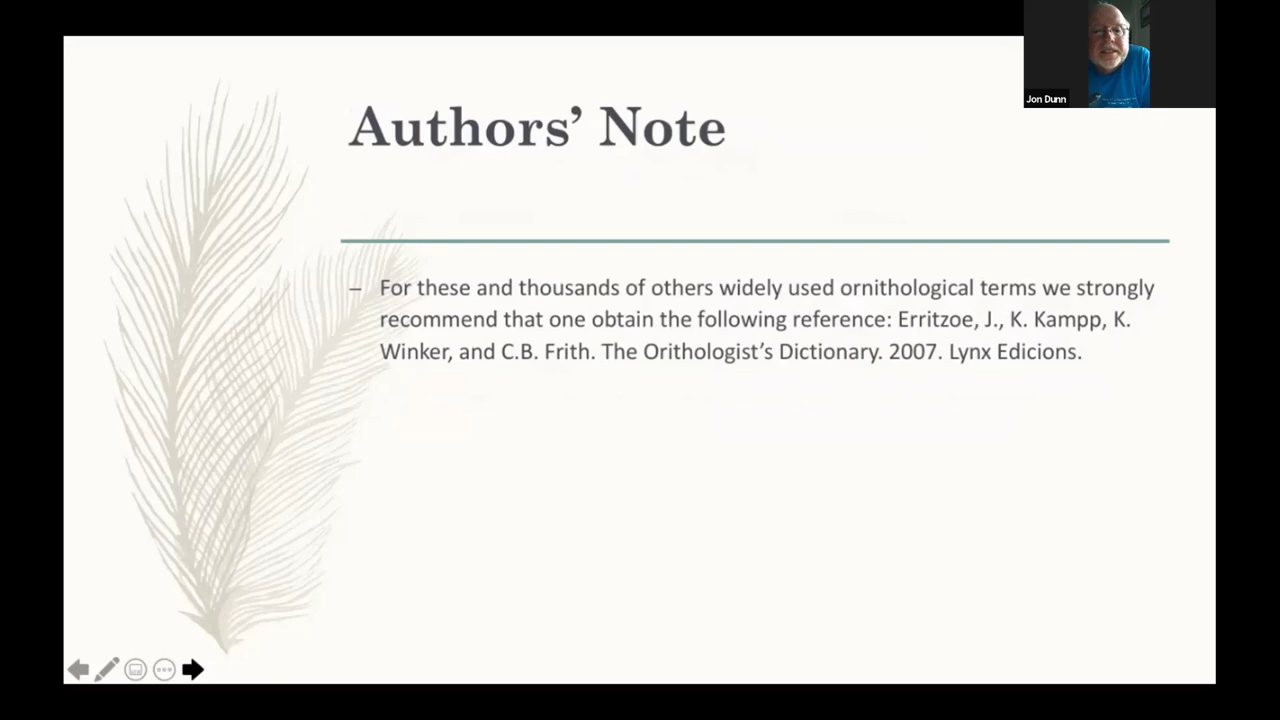 Jon Dunn
Authors’ Note
– For these and thousands of others widely used ornithological terms we strongly
recommend that one obtain the following reference: Erritzoe, J., K. Kampp, K.
Winker, and C.B. Frith. The Orithologist’s Dictionary. 2007. Lynx Edicions.